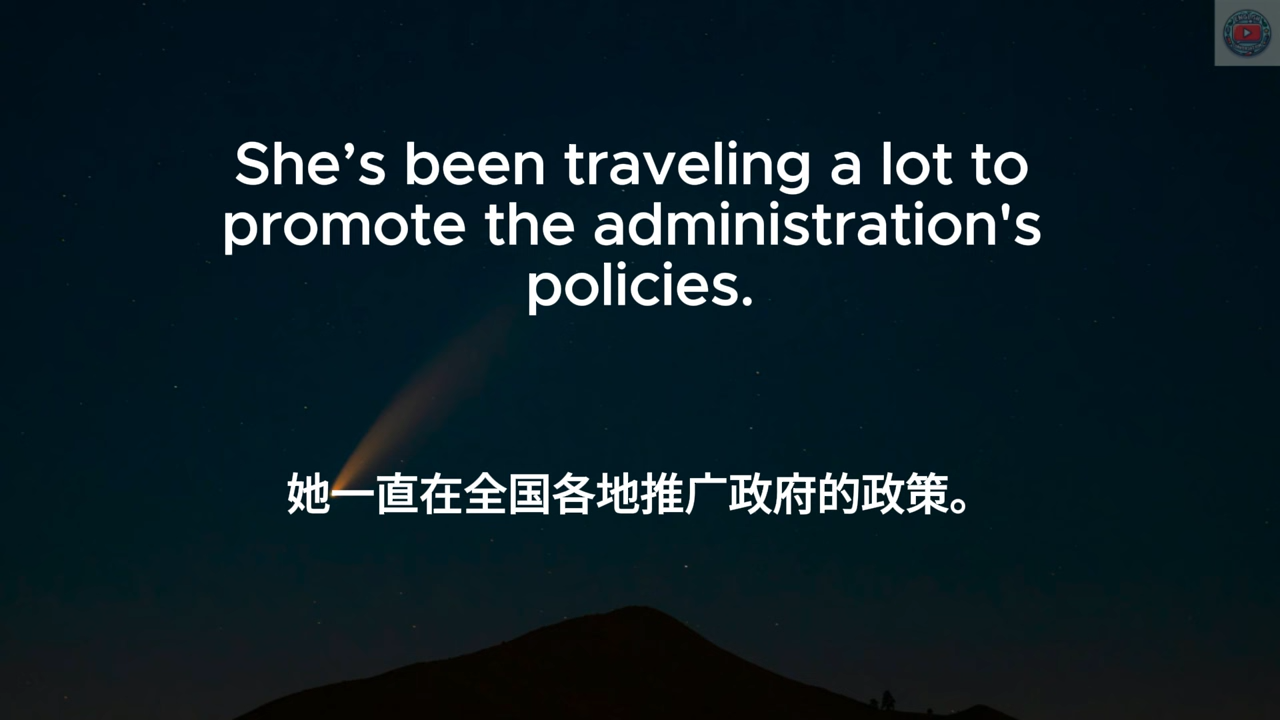 She’s been traveling a lot to
promote the administration's
policies.
她一直在全国各地推广政府的政策。